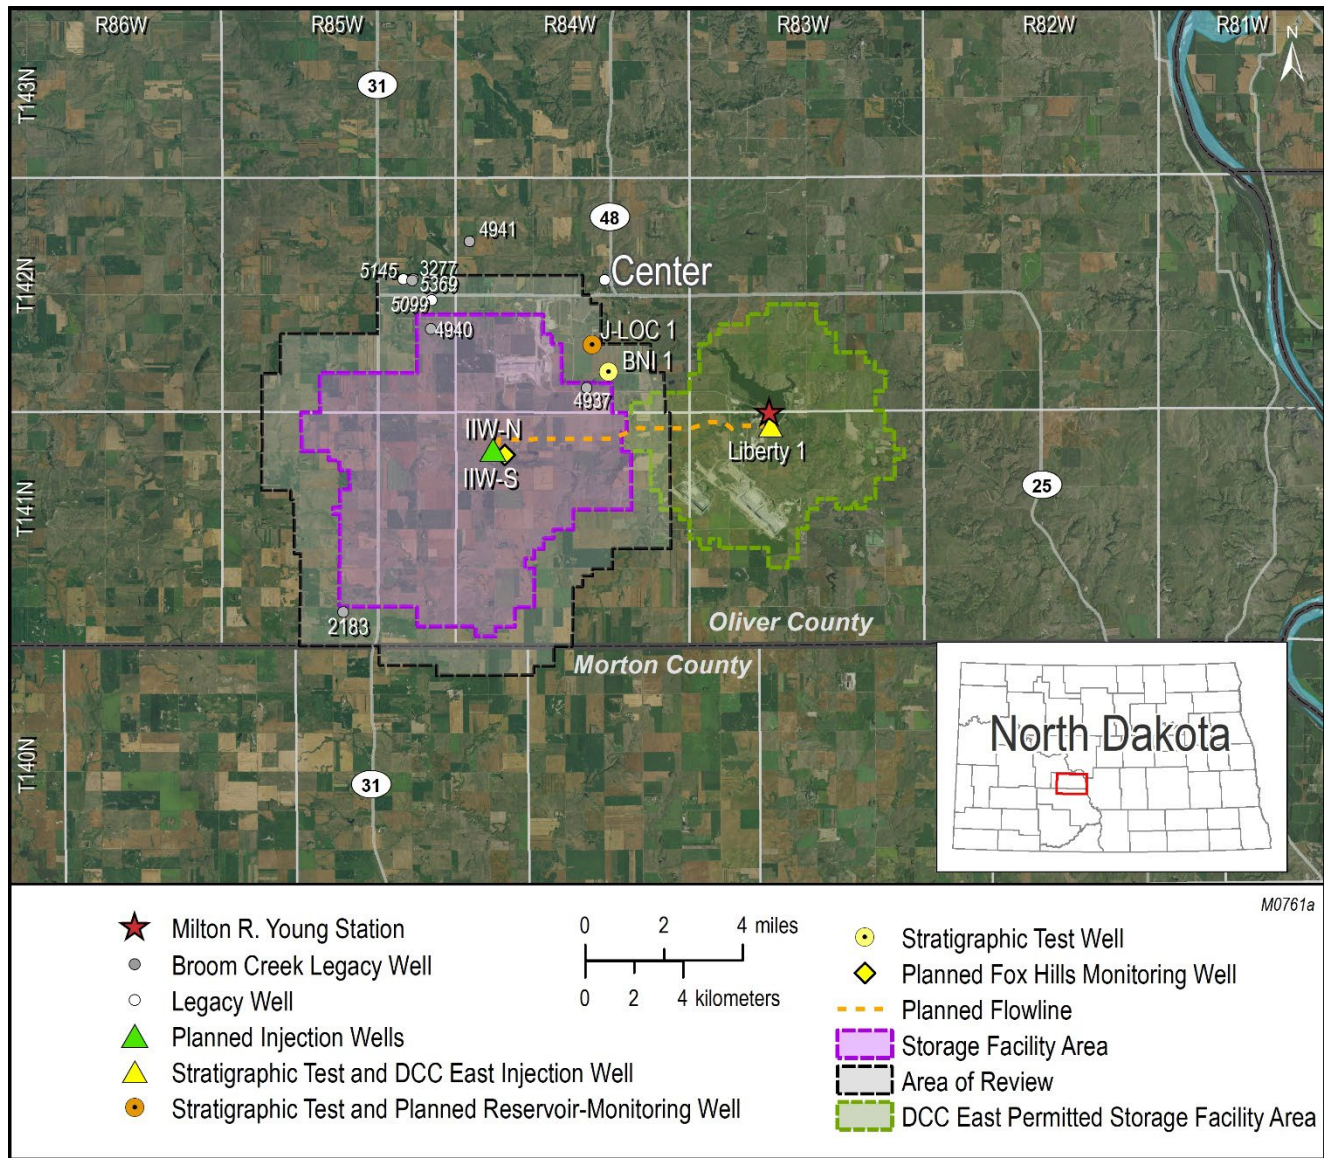 R86W
R85W
R84W
R83W
R82W
R81W
N
T143N
31
48
4941
T142N
5145
3277
5369
Center
5099
4940
J-LOC 1
BNI 1
4937
IIW-N
Liberty 1
IIW-S
25
T141N
2183
Oliver County
Morton County
North Dakota
T140N
31
M0761a
Milton R. Young Station
Broom Creek Legacy Well
Legacy Well
Planned Injection Wells
Stratigraphic Test and DCC East Injection Well
Stratigraphic Test and Planned Reservoir-Monitoring Well
0 2 4 miles
0 2 4 kilometers
Stratigraphic Test Well
Planned Fox Hills Monitoring Well
Planned Flowline
Storage Facility Area
Area of Review
DCC East Permitted Storage Facility Area